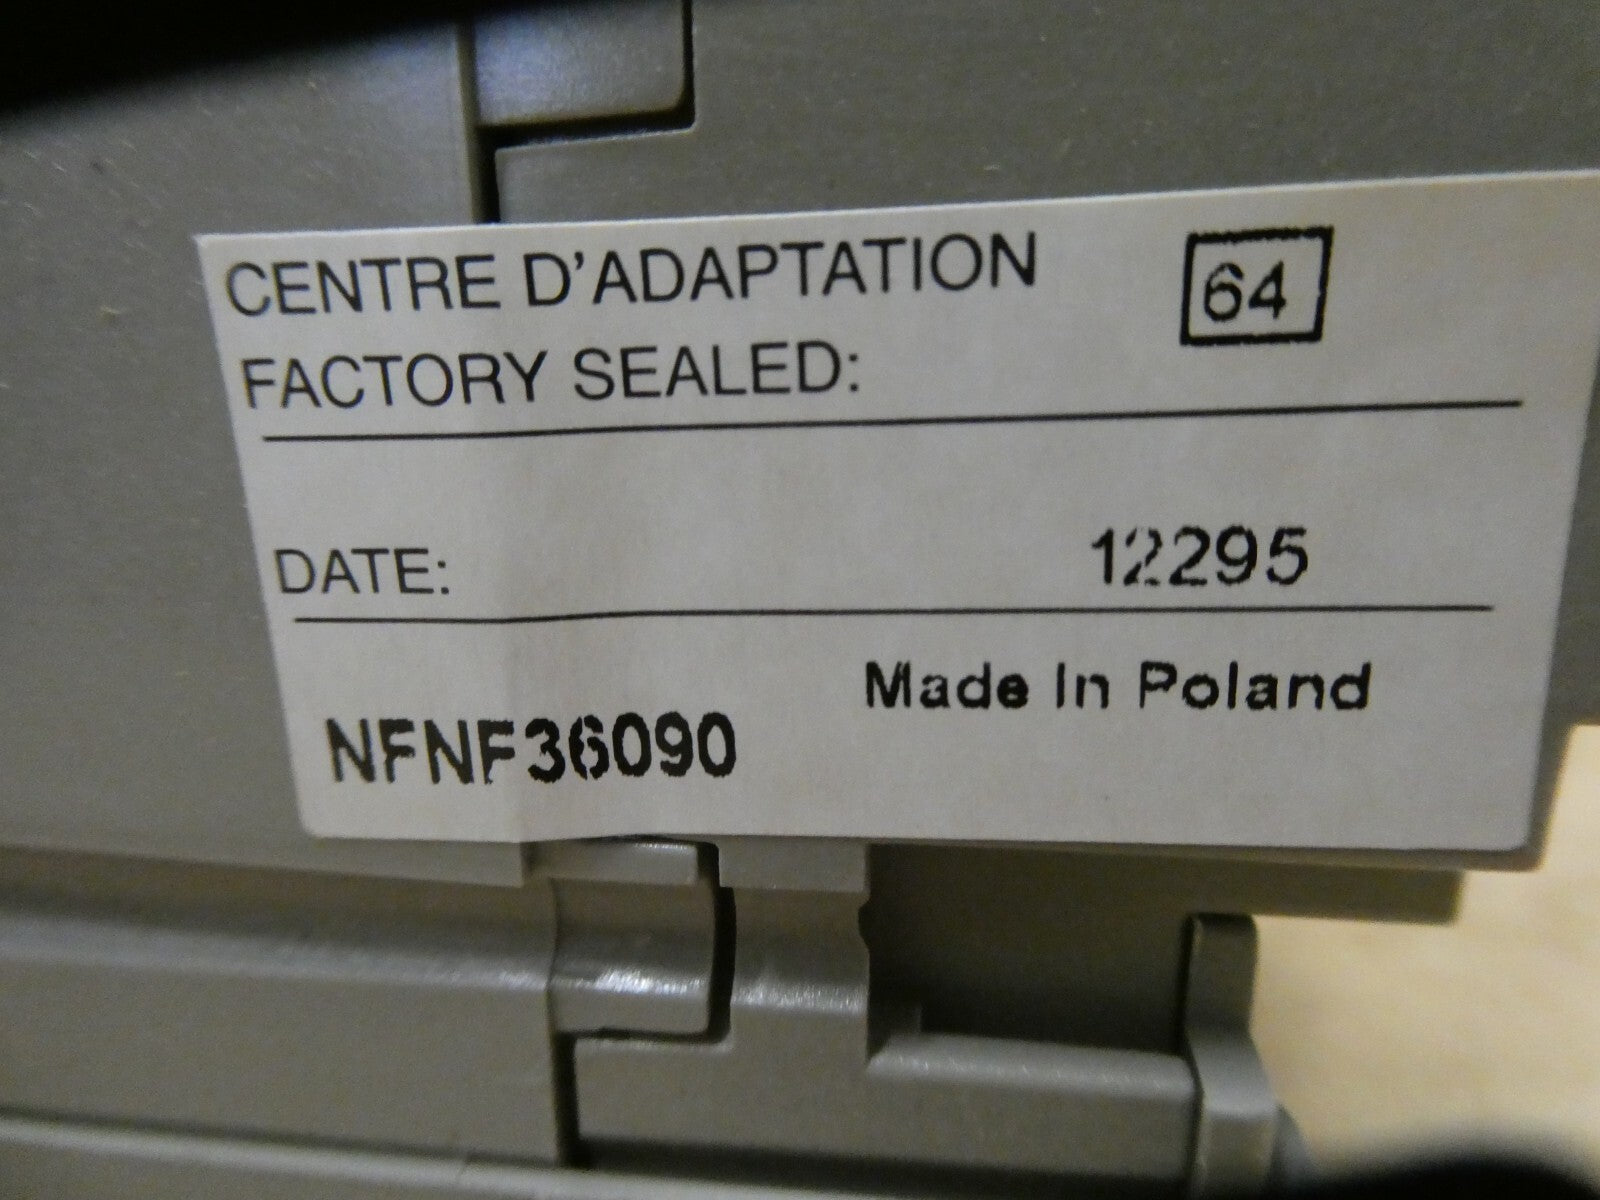 CENTRE D'ADAPTATION 64
FACTORY SEALED:
DATE: 12295
Made In Poland
NFNF36090